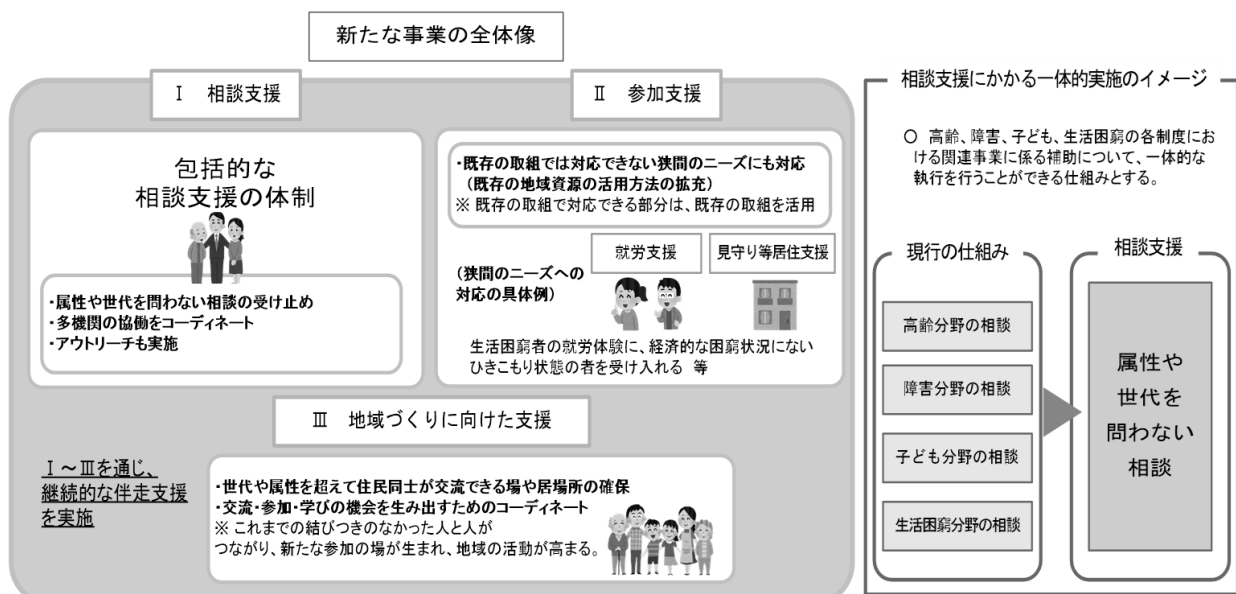 新たな事業の全体像
Ⅰ 相談支援
包括的な
相談支援の体制
・属性や世代を問わない相談の受け止め
・多機関の協働をコーディネート
・アウトリーチも実施
Ⅱ 参加支援
・既存の取組では対応できない狭間のニーズにも対応
(既存の地域資源の活用方法の拡充)
※ 既存の取組で対応できる部分は、既存の取組を活用
(狭間のニーズへの
対応の具体例)
就労支援
見守り等居住支援
生活困窮者の就労体験に、経済的な困窮状況にない
ひきこもり状態の者を受け入れる 等
Ⅲ 地域づくりに向けた支援
Ⅰ～Ⅲを通じ、
継続的な伴走支援
を実施
・世代や属性を超えて住民同士が交流できる場や居場所の確保
・交流・参加・学びの機会を生み出すためのコーディネート
※ これまでの結びつきのなかった人と人が
つながり、新たな参加の場が生まれ、地域の活動が高まる。
相談支援にかかる一体的実施のイメージ
○ 高齢、障害、子ども、生活困窮の各制度にお
ける関連事業に係る補助について、一体的な
執行を行うことができる仕組みとする。
現行の仕組み
高齢分野の相談
障害分野の相談
子ども分野の相談
生活困窮分野の相談
相談支援
属性や
世代を
問わない
相談